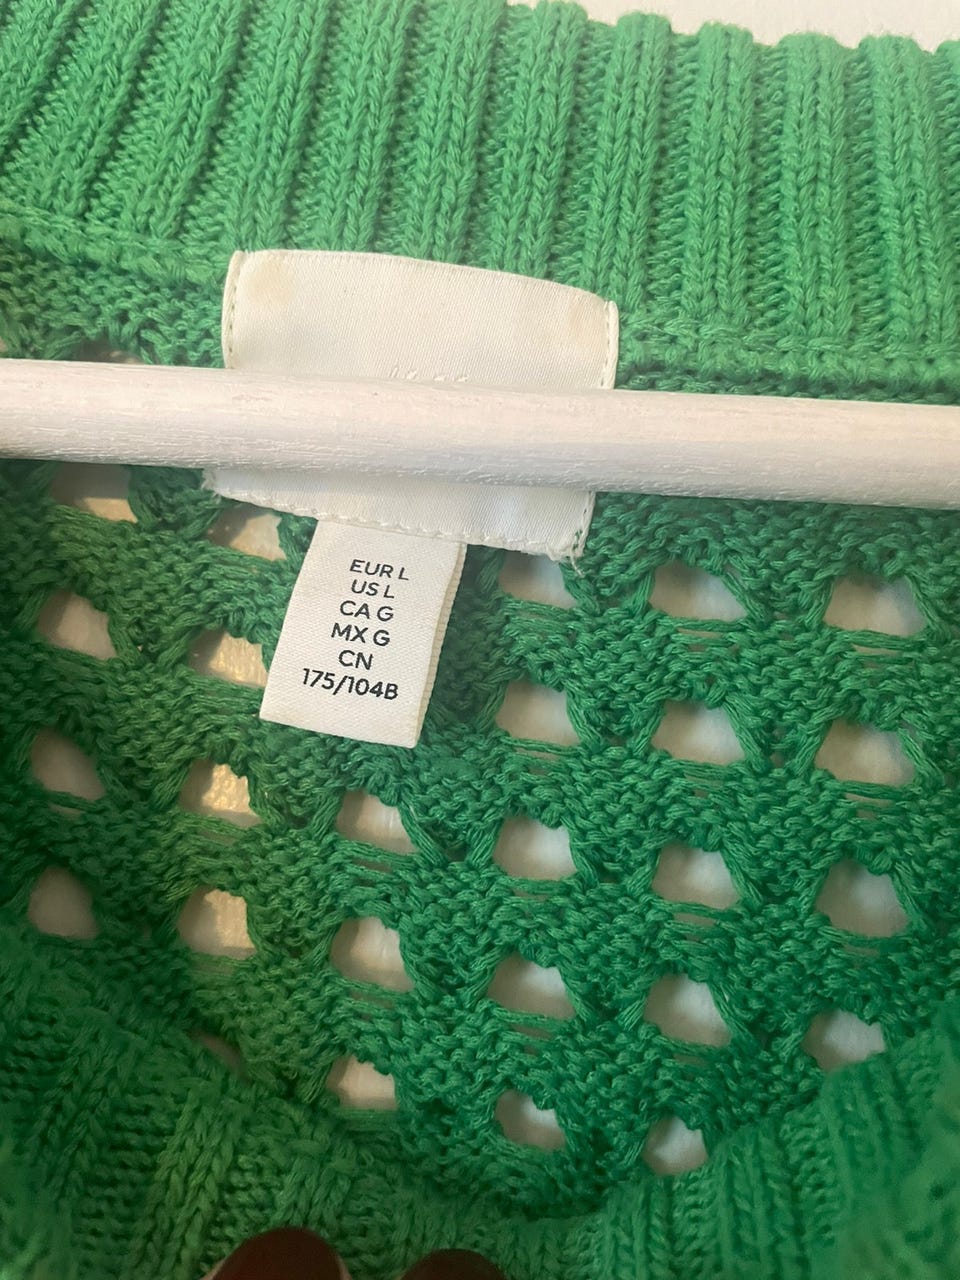 EUR L
US L
CA G
MX G
CN
175/104B